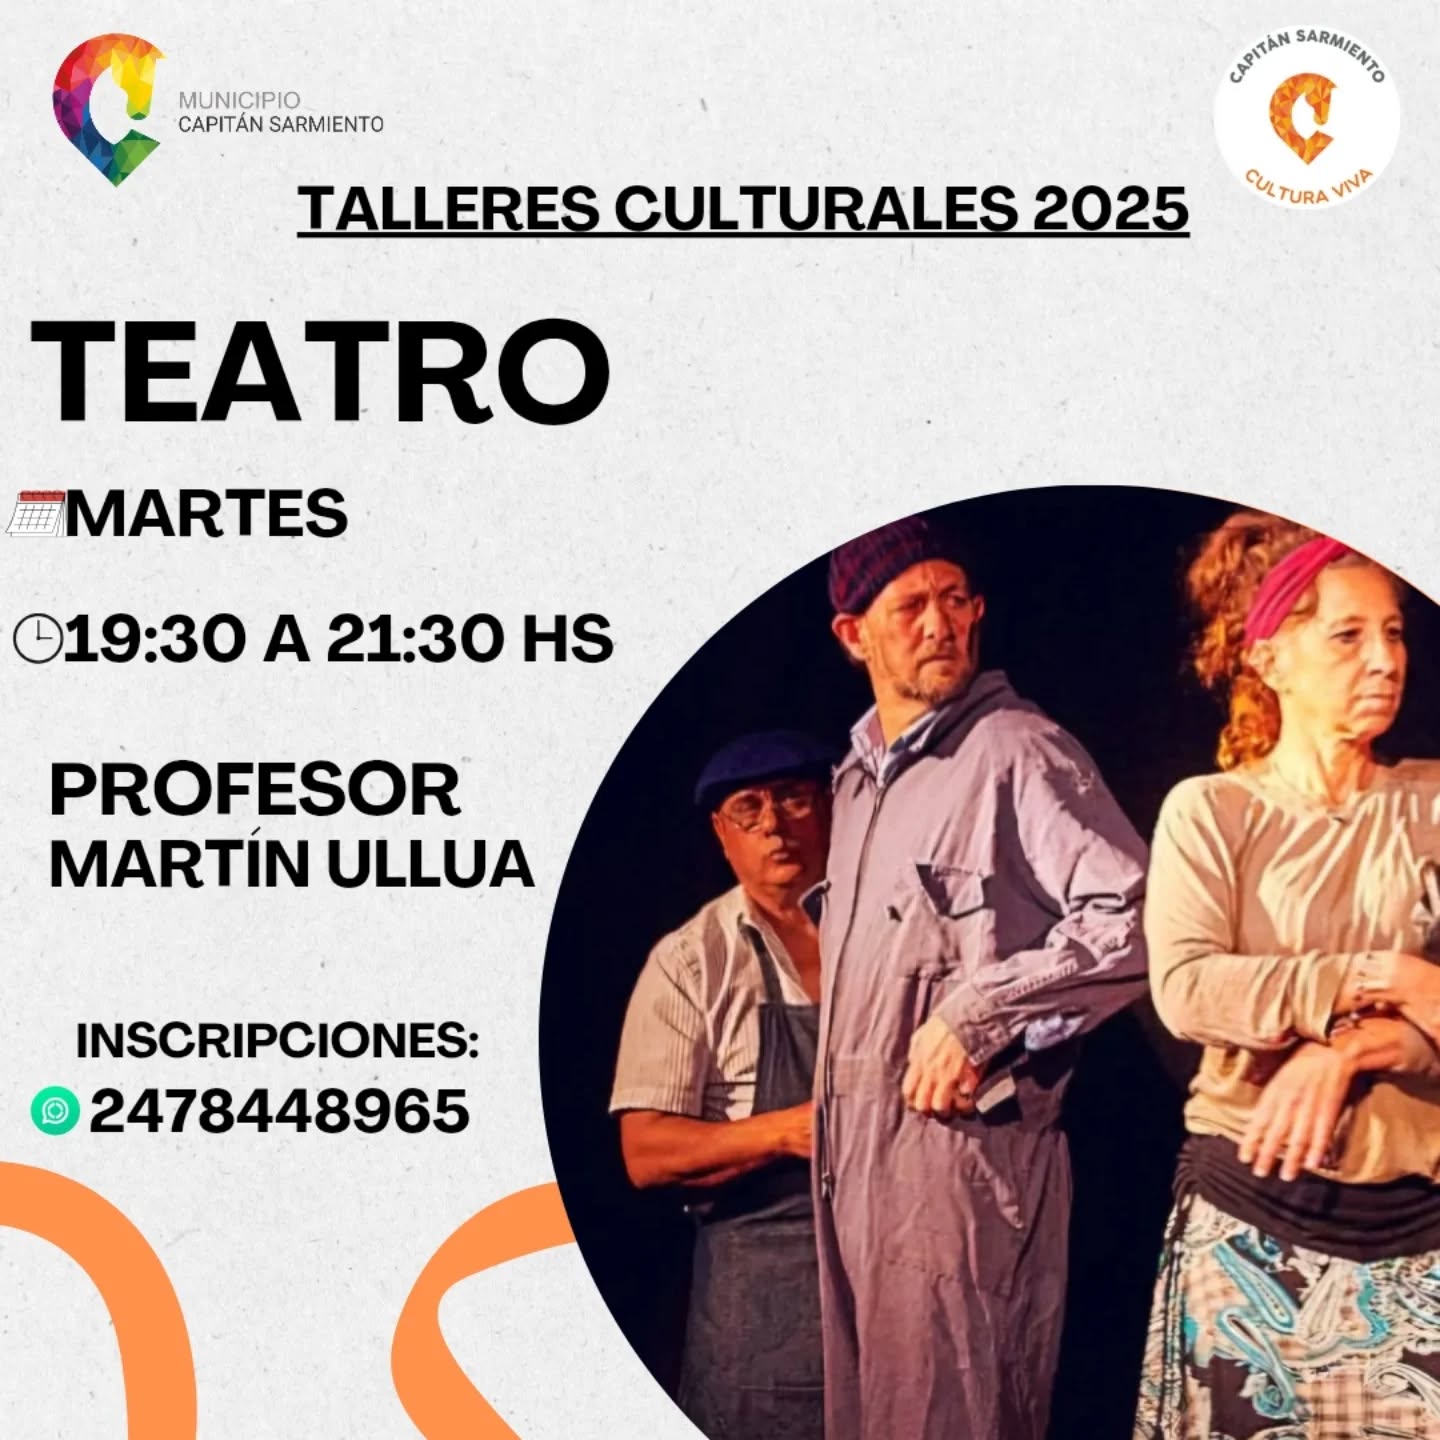 MUNICIPIO
CAPITÁN SARMIENTO
CAPITÁN SARMIENTO
CULTURA VIVA
TALLERES CULTURALES 2025
TEATRO
MARTES
19:30 A 21:30 HS
PROFESOR
MARTÍN ULLUA
INSCRIPCIONES:
2478448965